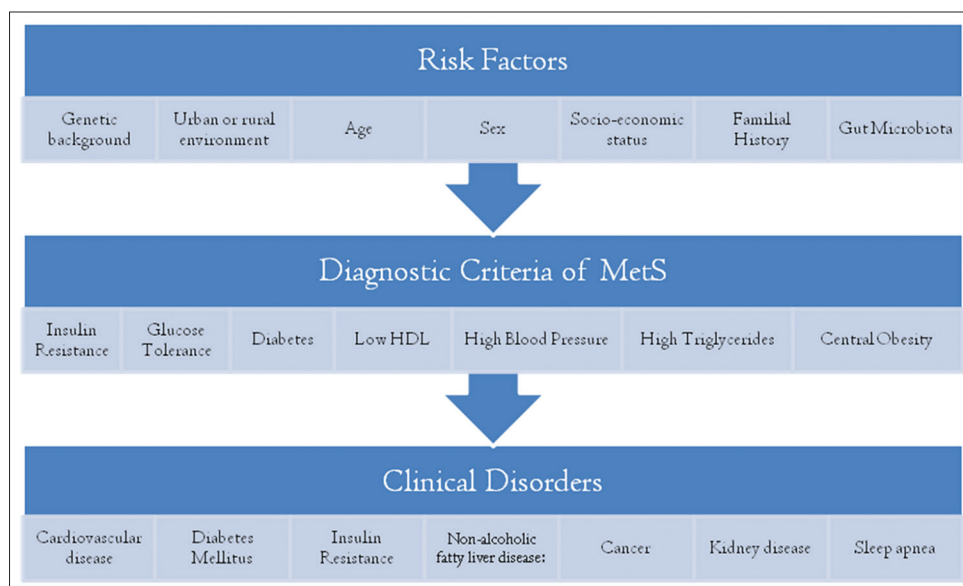 Risk Factors
Genetic background
Urban or rural environment
Age
Sex
Socio-economic status
Familial History
Gut Microbiota
Diagnostic Criteria of MetS
Insulin Resistance
Glucose Tolerance
Diabetes
Low HDL
High Blood Pressure
High Triglycerides
Central Obesity
Clinical Disorders
Cardiovascular disease
Diabetes Mellitus
Insulin Resistance
Non-alcoholic fatty liver disease:
Cancer
Kidney disease
Sleep apnea